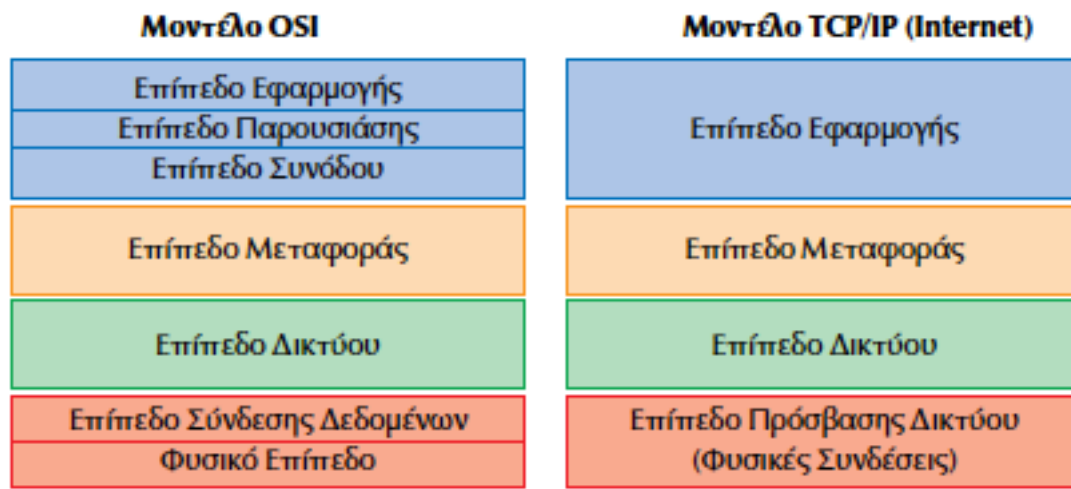 Μοντέλο OSI
Επίπεδο Εφαρμογής
Επίπεδο Παρουσιάσης
Επίπεδο Συνόδου
Επίπεδο Μεταφοράς
Επίπεδο Δικτύου
Επίπεδο Σύνδεσης Δεδομένων
Φυσικό Επίπεδο
Μοντέλο TCP/IP (Internet)
Επίπεδο Εφαρμογής
Επίπεδο Μεταφοράς
Επίπεδο Δικτύου
Επίπεδο Πρόσβασης Δικτύου
(Φυσικές Συνδέσεις)